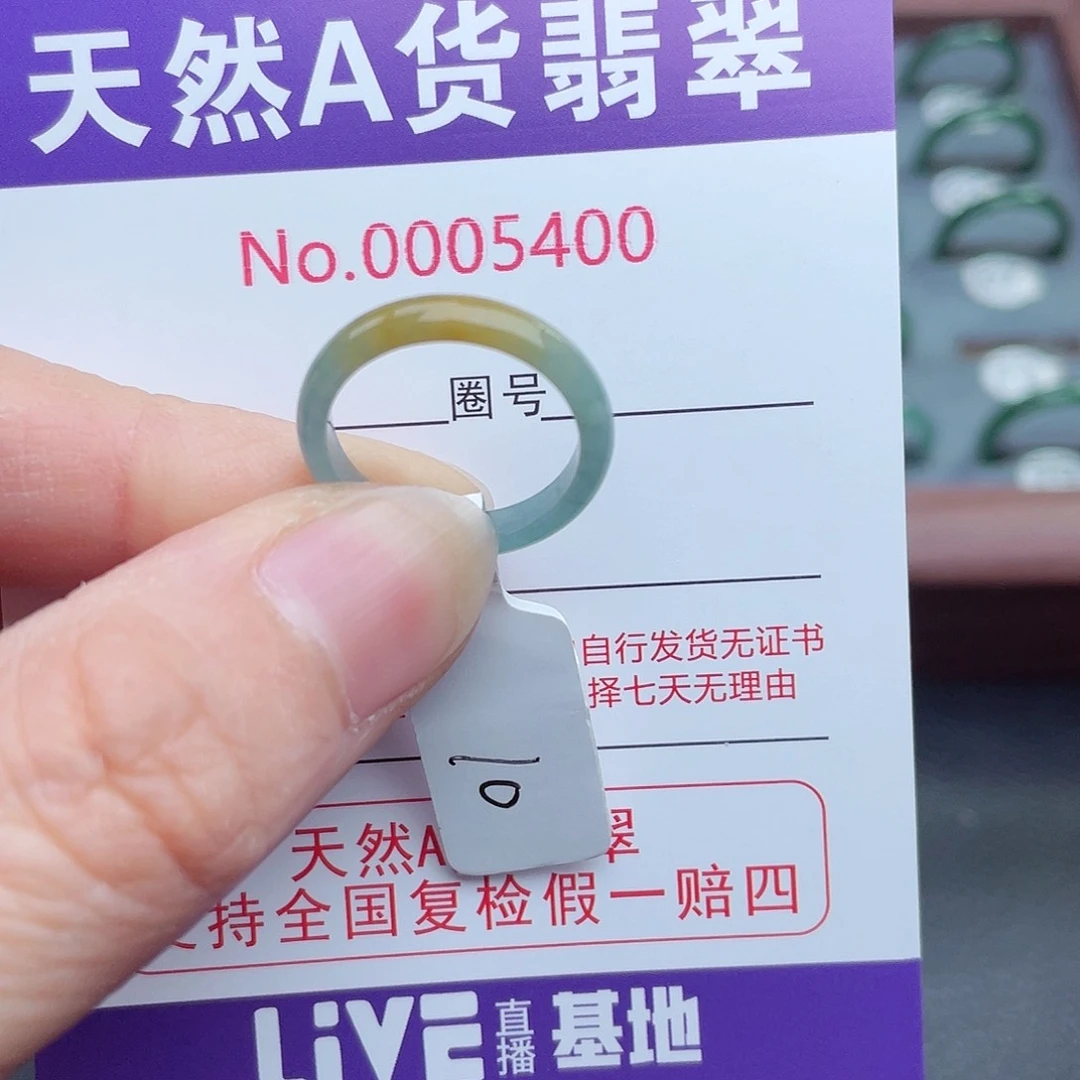 天然A货翡翠
No.0005400
圈号
自行发货无证书
择七天无理由
10
天然A 翠
持全国复检假一赔四
LiVE直播基地